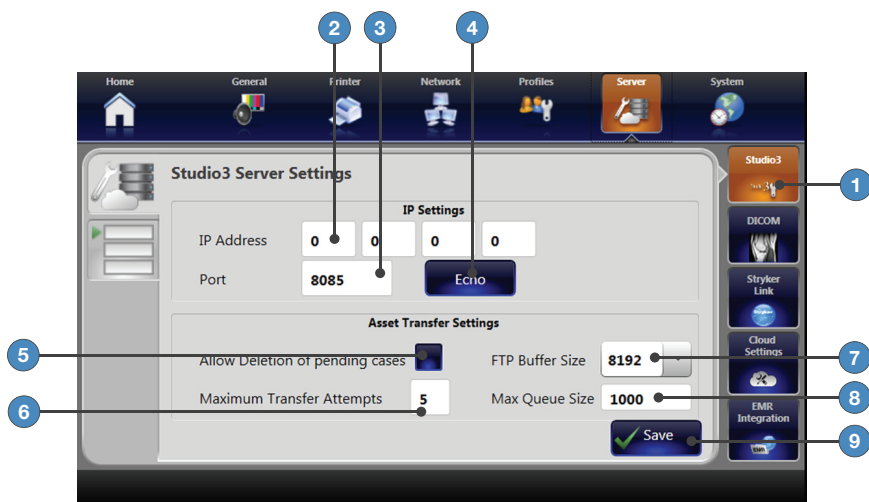 2 3 4
Home General Printer Network Profiles Server System
Studio3
1
Studio3 Server Settings
IP Settings
IP Address 0 0 0 0
DICOM
Port 8085 Echo
Stryker
Link
Asset Transfer Settings
5 Allow Deletion of pending cases FTP Buffer Size 8192 7
Cloud
Settings
6 Maximum Transfer Attempts 5 Max Queue Size 1000 8
EMR
Integration
Save 9